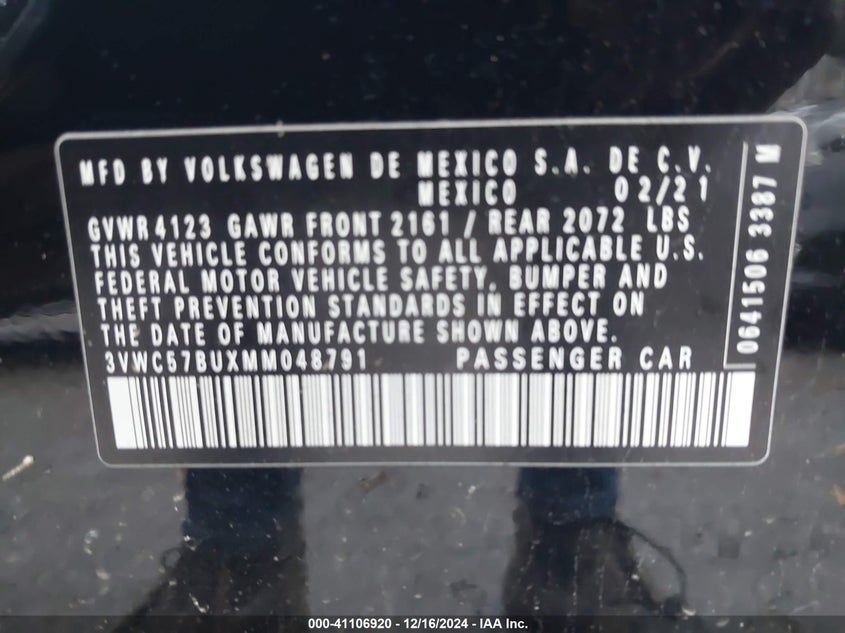 MFD BY VOLKSWAGEN DE MEXICO S.A. DE C.V.
MEXICO 02/21
GVWR 4123 GAWR FRONT 2161 / REAR 2072 LBS
THIS VEHICLE CONFORMS TO ALL APPLICABLE U.S.
FEDERAL MOTOR VEHICLE SAFETY, BUMPER AND
THEFT PREVENTION STANDARDS IN EFFECT ON
THE DATE OF MANUFACTURE SHOWN ABOVE.
3VWC57BUXMM048791 PASSENGER CAR
0641506 3387 M
000-41106920 - 12/16/2024 - IAA Inc.